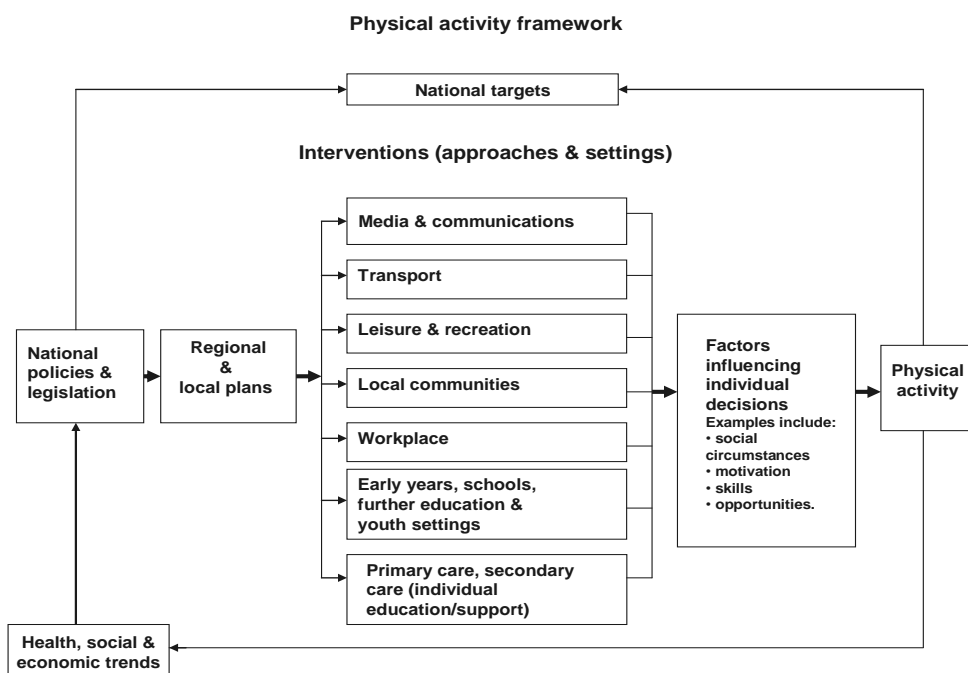 Physical activity framework
National targets
Interventions (approaches & settings)
National
policies &
legislation
Regional
&
local plans
Media & communications
Transport
Leisure & recreation
Local communities
Workplace
Early years, schools,
further education &
youth settings
Primary care, secondary
care (individual
education/support)
Factors
influencing
individual
decisions
Examples include:
• social
circumstances
• motivation
• skills
• opportunities.
Physical
activity
Health, social &
economic trends